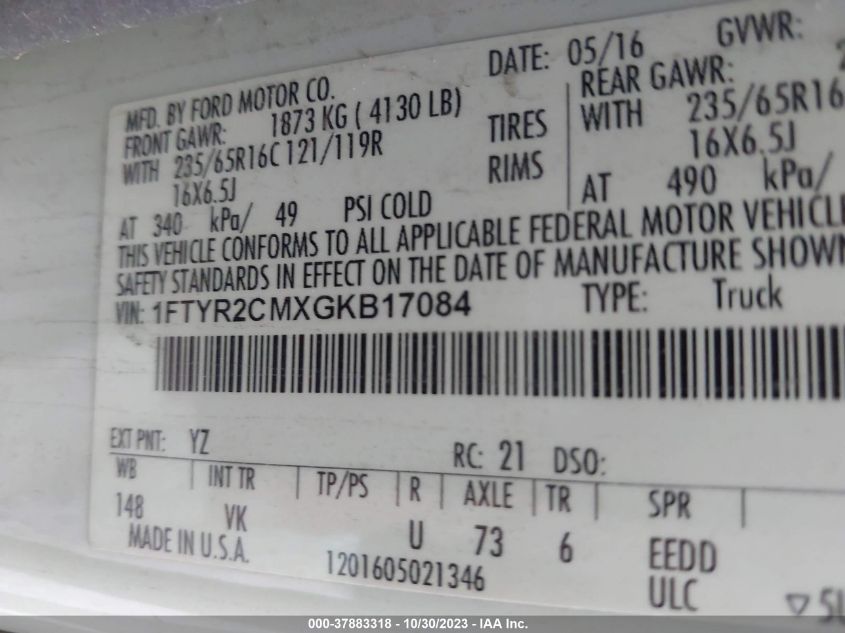 MFD. BY FORD MOTOR CO.
DATE: 05/16
GVWR:
FRONT GAWR: 1873 KG ( 4130 LB)
REAR GAWR:
WITH 235/65R16C 121/119R
TIRES
WITH 235/65R16
16X6.5J
RIMS
16X6.5J
AT 340 kPa/ 49 PSI COLD
AT 490 kPa/
THIS VEHICLE CONFORMS TO ALL APPLICABLE FEDERAL MOTOR VEHICLE
SAFETY STANDARDS IN EFFECT ON THE DATE OF MANUFACTURE SHOWN
VIN: 1FTYR2CMXGKB17084
TYPE: Truck
EXT PNT: YZ
RC: 21 DSO:
WB | INT TR | TP/PS | R | AXLE | TR | SPR |
148 VK U 73 6 EEDD
MADE IN U.S.A.
1201605021346
ULC
000-37883318 - 10/30/2023 - IAA Inc.